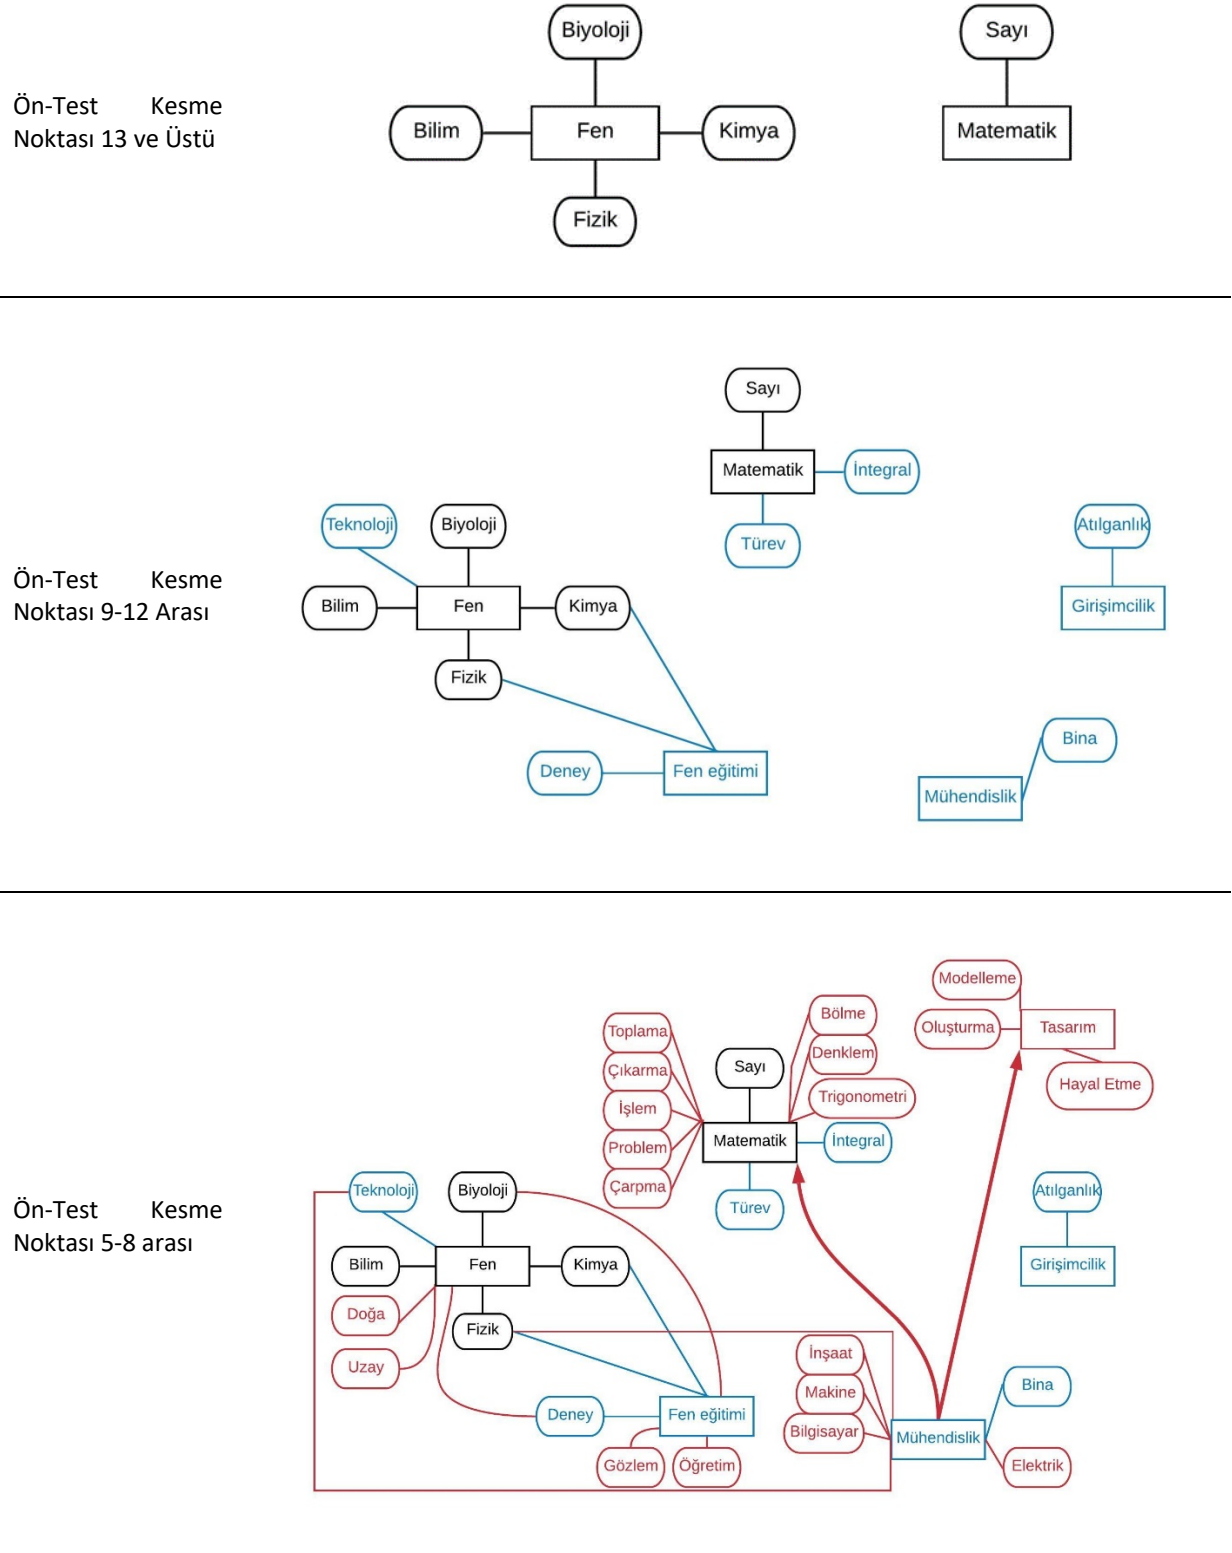 Biyoloji
Sayı
Ön-Test Kesme
Noktası 13 ve Üstü
Bilim
Fen
Kimya
Matematik
Fizik
Sayı
Matematik
İntegral
Teknoloji
Biyoloji
Türev
Atılganlık
Ön-Test Kesme
Noktası 9-12 Arası
Bilim
Fen
Kimya
Girişimcilik
Fizik
Bina
Deney
Fen eğitimi
Mühendislik
Modelleme
Bölme
Toplama
Oluşturma
Tasarım
Denklem
Sayı
Çıkarma
Hayal Etme
Trigonometri
İşlem
Matematik
İntegral
Problem
Çarpma
Teknoloji
Biyoloji
Türev
Atılganlık
Ön-Test Kesme
Noktası 5-8 arası
Bilim
Fen
Kimya
Girişimcilik
Doğa
Fizik
İnşaat
Uzay
Bina
Makine
Deney
Fen eğitimi
Bilgisayar
Mühendislik
Gözlem
Öğretim
Elektrik